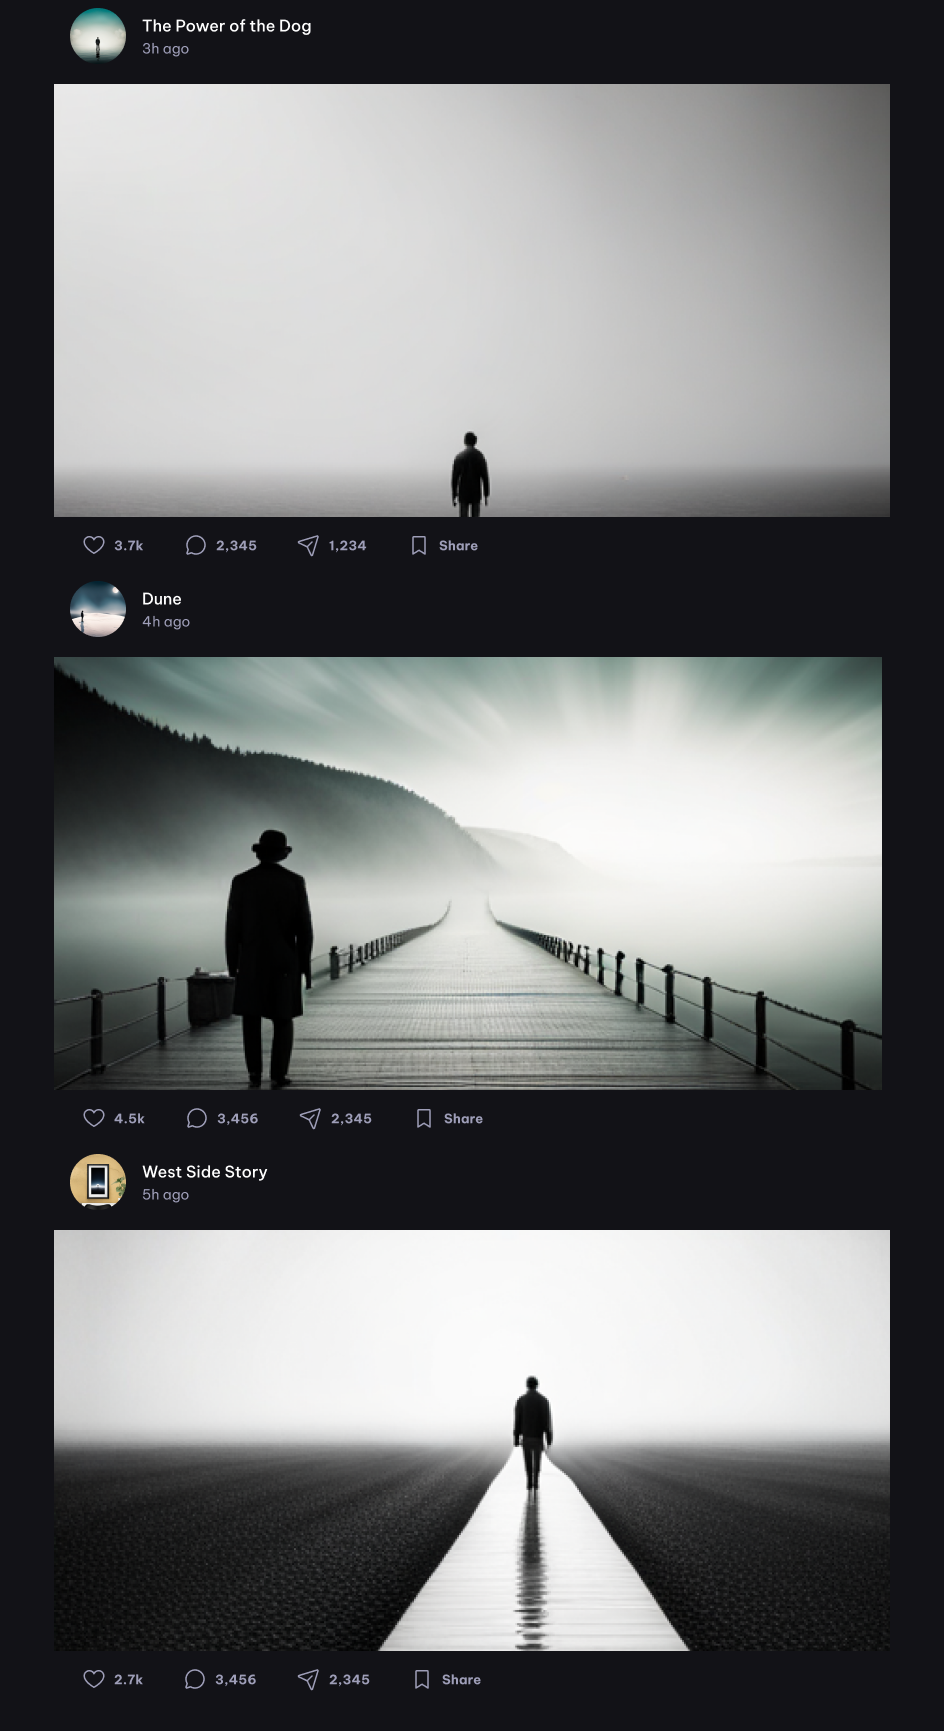 The Power of the Dog
3h ago
3.7k 2,345 1,234 Share
Dune
4h ago
4.5k 3,456 2,345 Share
West Side Story
5h ago
2.7k 3,456 2,345 Share